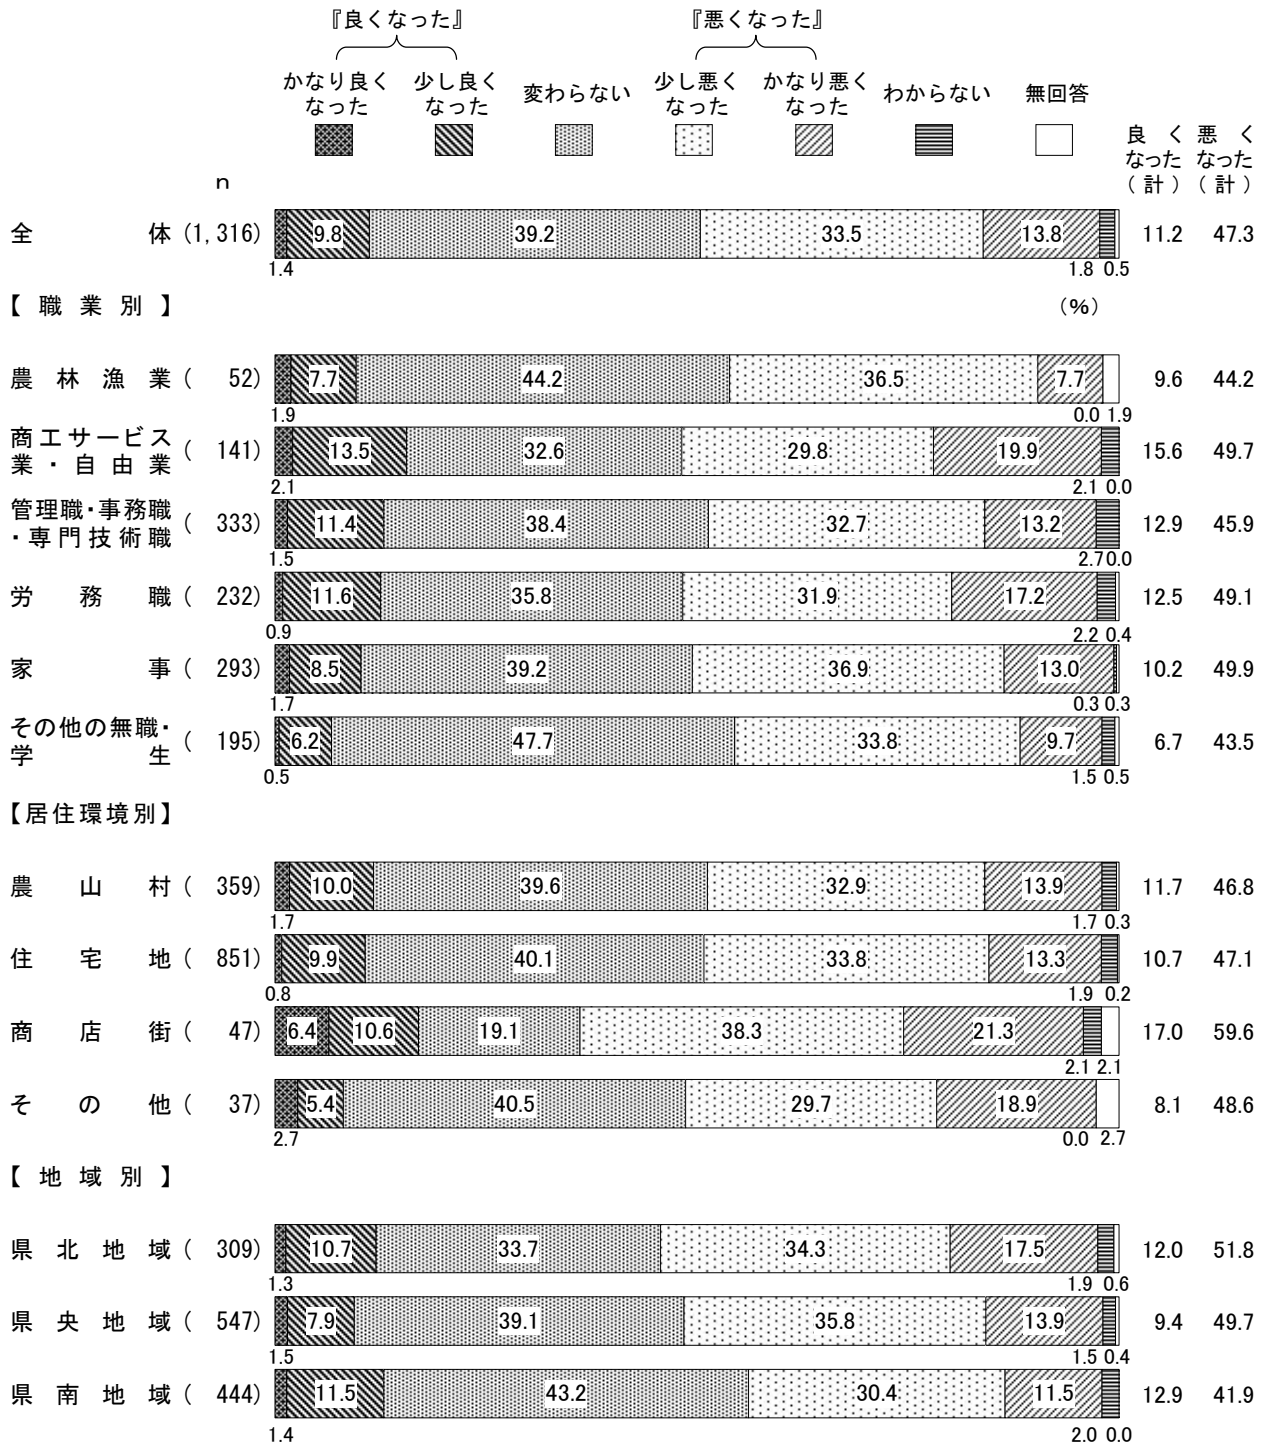 『良くなった』 『悪くなった』
かなり良く 少し良く 変わらない 少し悪く かなり悪く わからない 無回答
なった なった なった なった
良く 悪く
なった なった
n (計) (計)
全体 (1,316) 9.8 39.2 33.5 13.8 11.2 47.3
1.4 1.8 0.5
【職業別】 (%)
農林漁業 (52) 7.7 44.2 36.5 7.7 9.6 44.2
1.9 0.0 1.9
商工サービス
業・自由業 (141) 13.5 32.6 29.8 19.9 15.6 49.7
2.1 2.1 0.0
管理職・事務職
・専門技術職 (333) 11.4 38.4 32.7 13.2 12.9 45.9
1.5 2.7 0.0
労務職 (232) 11.6 35.8 31.9 17.2 12.5 49.1
0.9 2.2 0.4
家事 (293) 8.5 39.2 36.9 13.0 10.2 49.9
1.7 0.3 0.3
その他の無職・
学生 (195) 6.2 47.7 33.8 9.7 6.7 43.5
0.5 1.5 0.5
【居住環境別】
農山村 (359) 10.0 39.6 32.9 13.9 11.7 46.8
1.7 1.7 0.3
住宅地 (851) 9.9 40.1 33.8 13.3 10.7 47.1
0.8 1.9 0.2
商店街 (47) 6.4 10.6 19.1 38.3 21.3 17.0 59.6
2.1 2.1
その他 (37) 5.4 40.5 29.7 18.9 8.1 48.6
2.7 0.0 2.7
【地域別】
県北地域 (309) 10.7 33.7 34.3 17.5 12.0 51.8
1.3 1.9 0.6
県央地域 (547) 7.9 39.1 35.8 13.9 9.4 49.7
1.5 1.5 0.4
県南地域 (444) 11.5 43.2 30.4 11.5 12.9 41.9
1.4 2.0 0.0